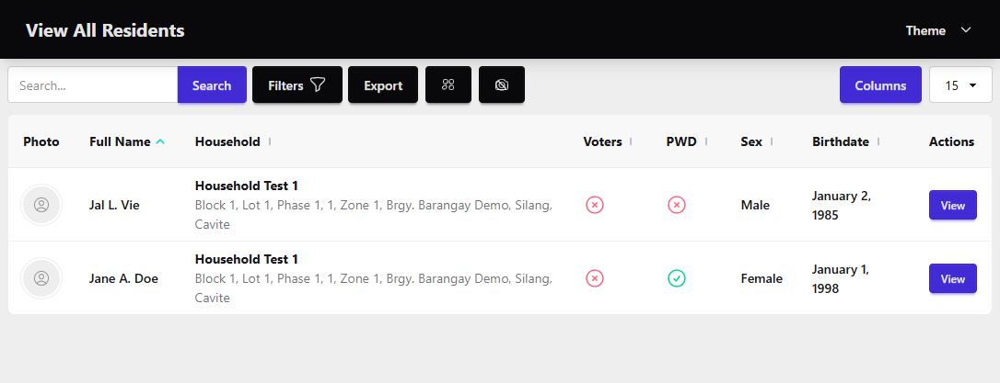 View All Residents
Theme
Search...
Search
Filters
Export
Columns
15
Photo
Full Name
Household
Voters
PWD
Sex
Birthdate
Actions
Jal L. Vie
Household Test 1
Block 1, Lot 1, Phase 1, 1, Zone 1, Brgy. Barangay Demo, Silang,
Cavite
Male
January 2,
1985
View
Jane A. Doe
Household Test 1
Block 1, Lot 1, Phase 1, 1, Zone 1, Brgy. Barangay Demo, Silang,
Cavite
Female
January 1,
1998
View